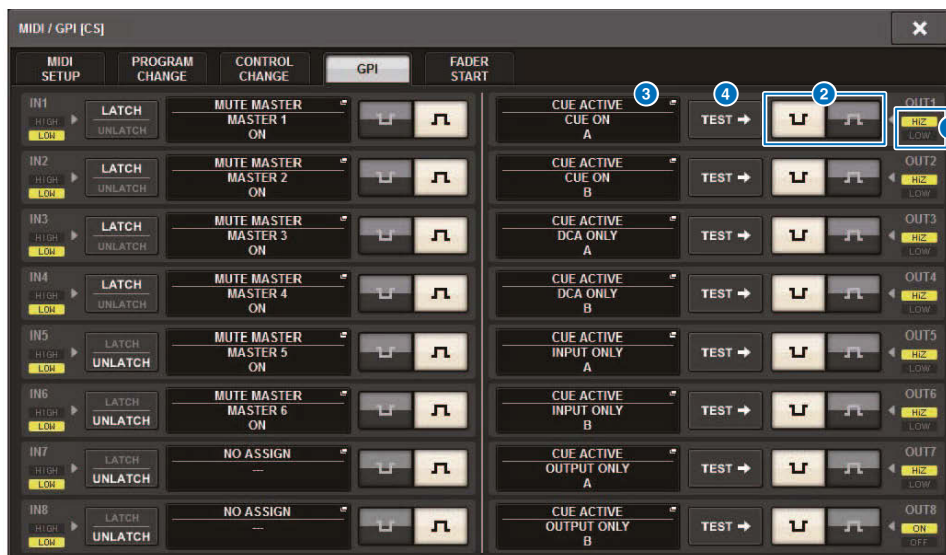 MIDI / GPI [CS]
MIDI SETUP
PROGRAM CHANGE
CONTROL CHANGE
GPI
FADER START
IN1
HIGH
LOW
LATCH
UNLATCH
MUTE MASTER
MASTER 1
ON
CUE ACTIVE
CUE ON
A
3
4
TEST
2
OUT1
HiZ
LOW
IN2
HIGH
LOW
LATCH
UNLATCH
MUTE MASTER
MASTER 2
ON
CUE ACTIVE
CUE ON
B
TEST
OUT2
HiZ
LOW
IN3
HIGH
LOW
LATCH
UNLATCH
MUTE MASTER
MASTER 3
ON
CUE ACTIVE
DCA ONLY
A
TEST
OUT3
HiZ
LOW
IN4
HIGH
LOW
LATCH
UNLATCH
MUTE MASTER
MASTER 4
ON
CUE ACTIVE
DCA ONLY
B
TEST
OUT4
HiZ
LOW
IN5
HIGH
LOW
LATCH
UNLATCH
MUTE MASTER
MASTER 5
ON
CUE ACTIVE
INPUT ONLY
A
TEST
OUT5
HiZ
LOW
IN6
HIGH
LOW
LATCH
UNLATCH
MUTE MASTER
MASTER 6
ON
CUE ACTIVE
INPUT ONLY
B
TEST
OUT6
HiZ
LOW
IN7
HIGH
LOW
LATCH
UNLATCH
NO ASSIGN
---
CUE ACTIVE
OUTPUT ONLY
A
TEST
OUT7
HiZ
LOW
IN8
HIGH
LOW
LATCH
UNLATCH
NO ASSIGN
---
CUE ACTIVE
OUTPUT ONLY
B
TEST
OUT8
ON
OFF